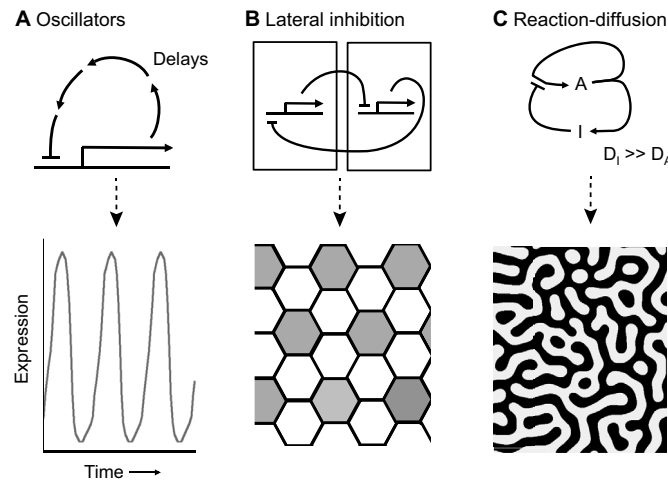 A Oscillators
Delays
Expression
Time
B Lateral inhibition
C Reaction-diffusion
A
I
D_I >> D_A